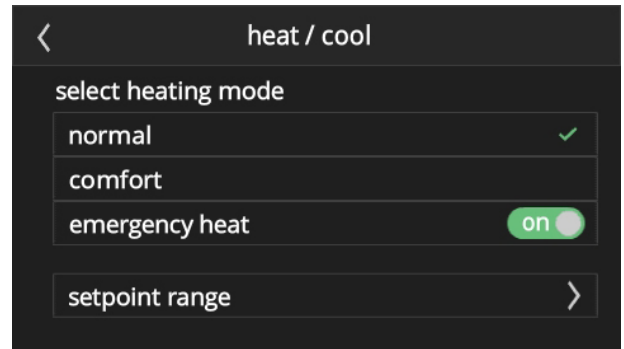 heat / cool
select heating mode
normal
comfort
emergency heat on
setpoint range